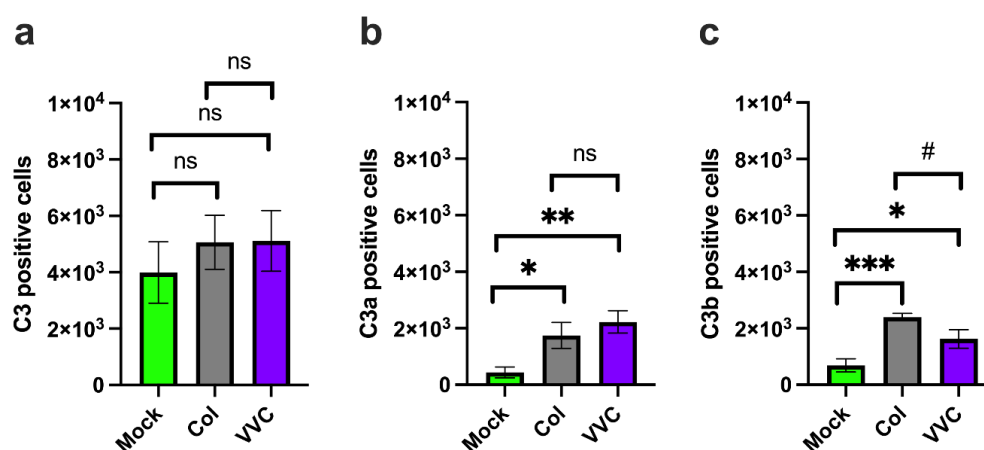 a
ns
ns
ns
C3 positive cells
1×10⁴
8×10³
6×10³
4×10³
2×10³
0
Mock
Col
VVC
b
ns
**
*
C3a positive cells
1×10⁴
8×10³
6×10³
4×10³
2×10³
0
Mock
Col
VVC
c
#
*
***
C3b positive cells
1×10⁴
8×10³
6×10³
4×10³
2×10³
0
Mock
Col
VVC